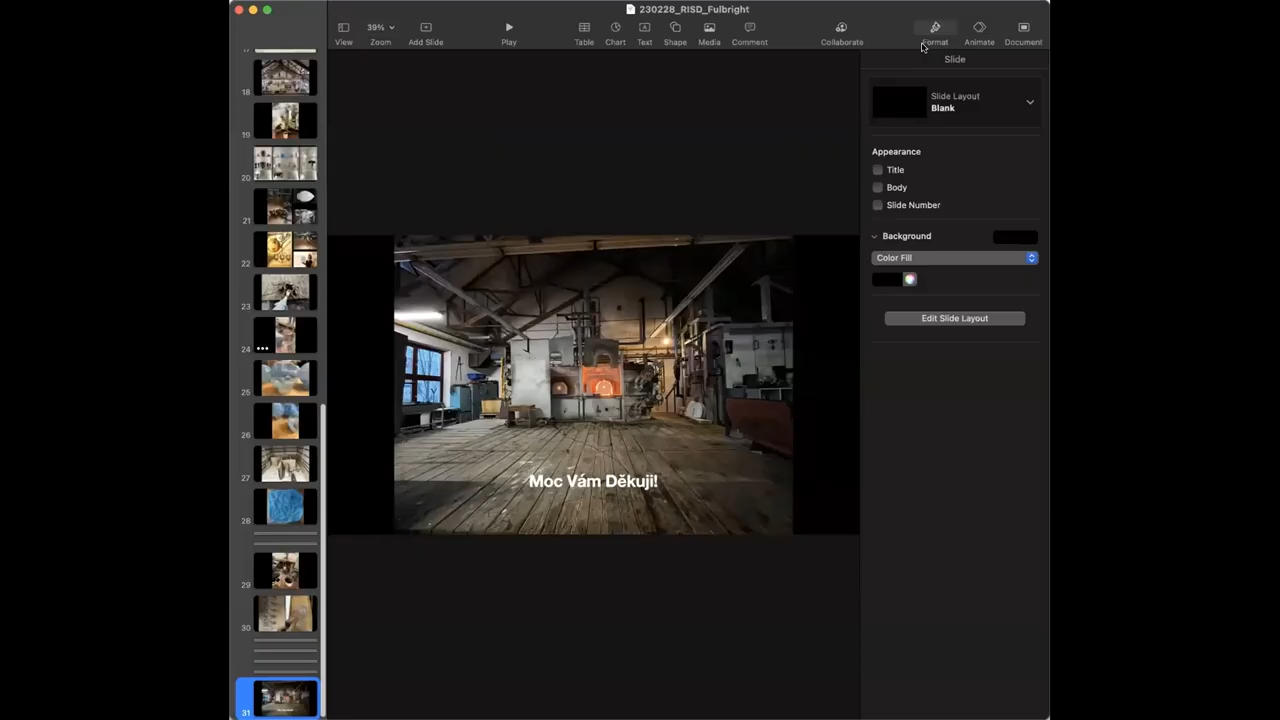 230228_RISD_Fulbright
39%
View
Zoom
Add Slide
Play
Table
Chart
Text
Shape
Media
Comment
Collaborate
Format
Animate
Document
17
18
19
20
21
22
23
24
25
26
27
28
29
30
31
Moc Vám Děkuji!
Slide
Slide Layout
Blank
Appearance
Title
Body
Slide Number
Background
Color Fill
Edit Slide Layout